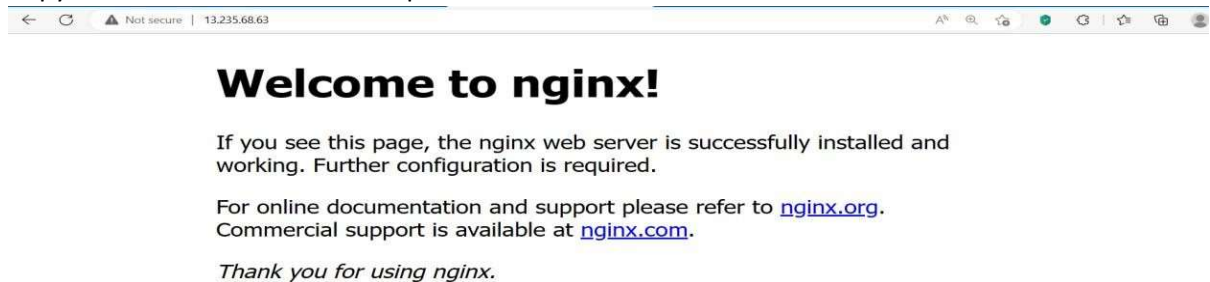 Not secure | 13.235.68.63
Welcome to nginx!
If you see this page, the nginx web server is successfully installed and
working. Further configuration is required.
For online documentation and support please refer to nginx.org.
Commercial support is available at nginx.com.
Thank you for using nginx.